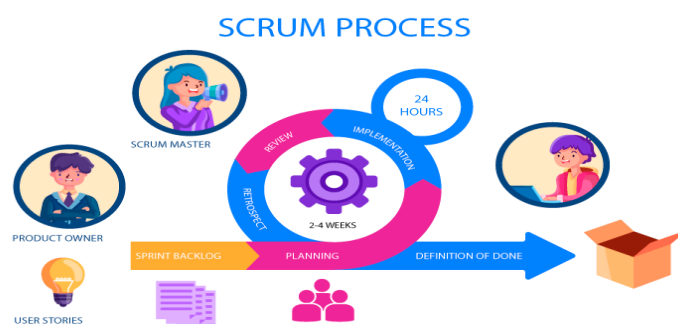 SCRUM PROCESS
24
HOURS
SCRUM MASTER
REVIEW
IMPLEMENTATION
RETROSPECT
2-4 WEEKS
PRODUCT OWNER
SPRINT BACKLOG
PLANNING
DEFINITION OF DONE
USER STORIES